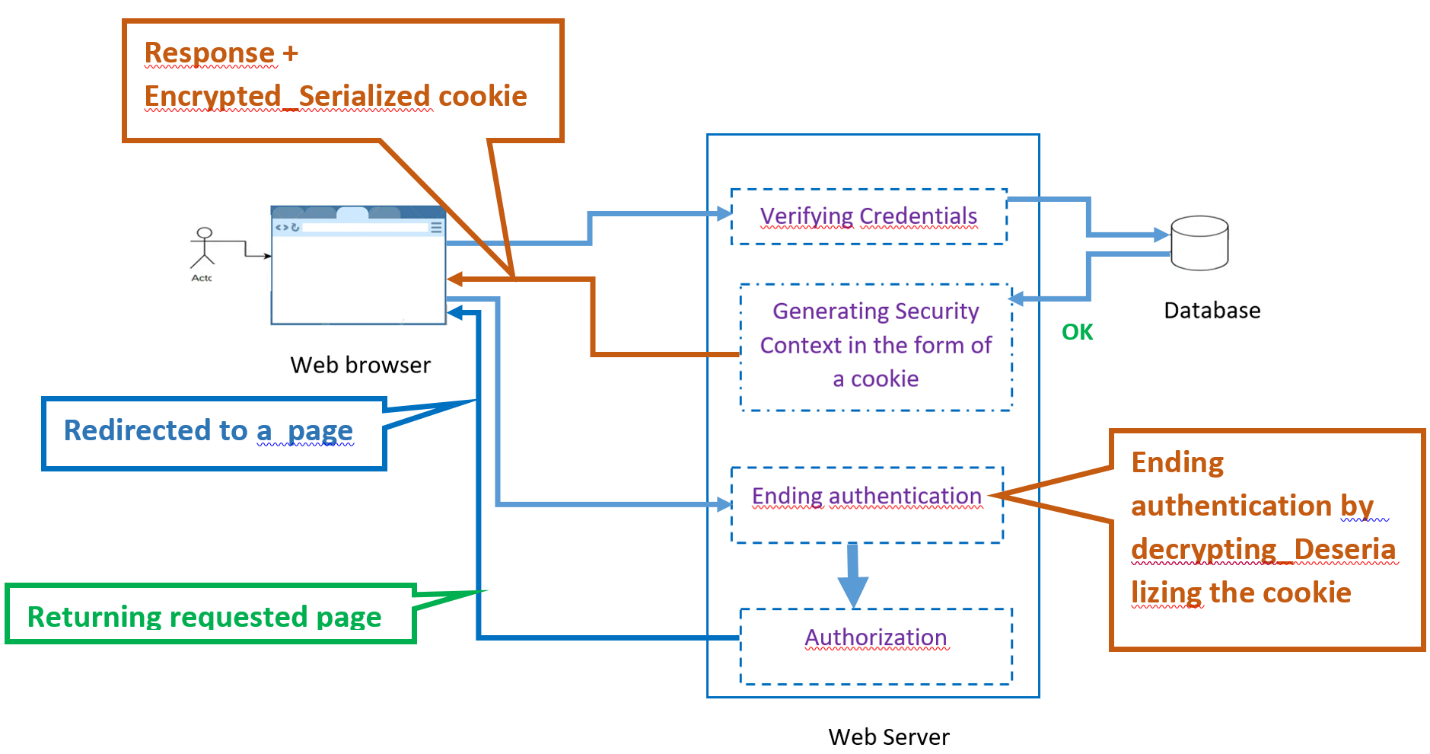 Response +
Encrypted_Serialized cookie
Verifying Credentials
Acto
Generating Security
Context in the form of
a cookie
Database
OK
Web browser
Redirected to a page
Ending authentication
Ending
authentication by
decrypting_Deseria
lizing the cookie
Returning requested page
Authorization
Web Server